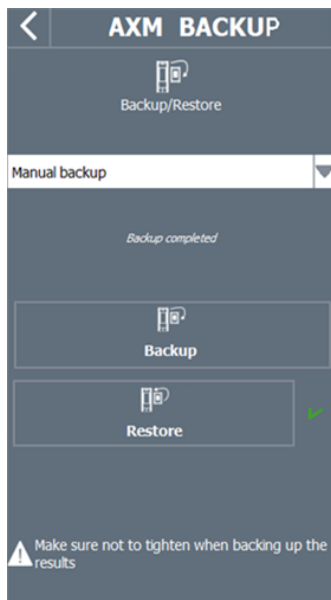 AXM BACKUP
Backup/Restore
Manual backup
Backup completed
Backup
Restore
Make sure not to tighten when backing up the
results